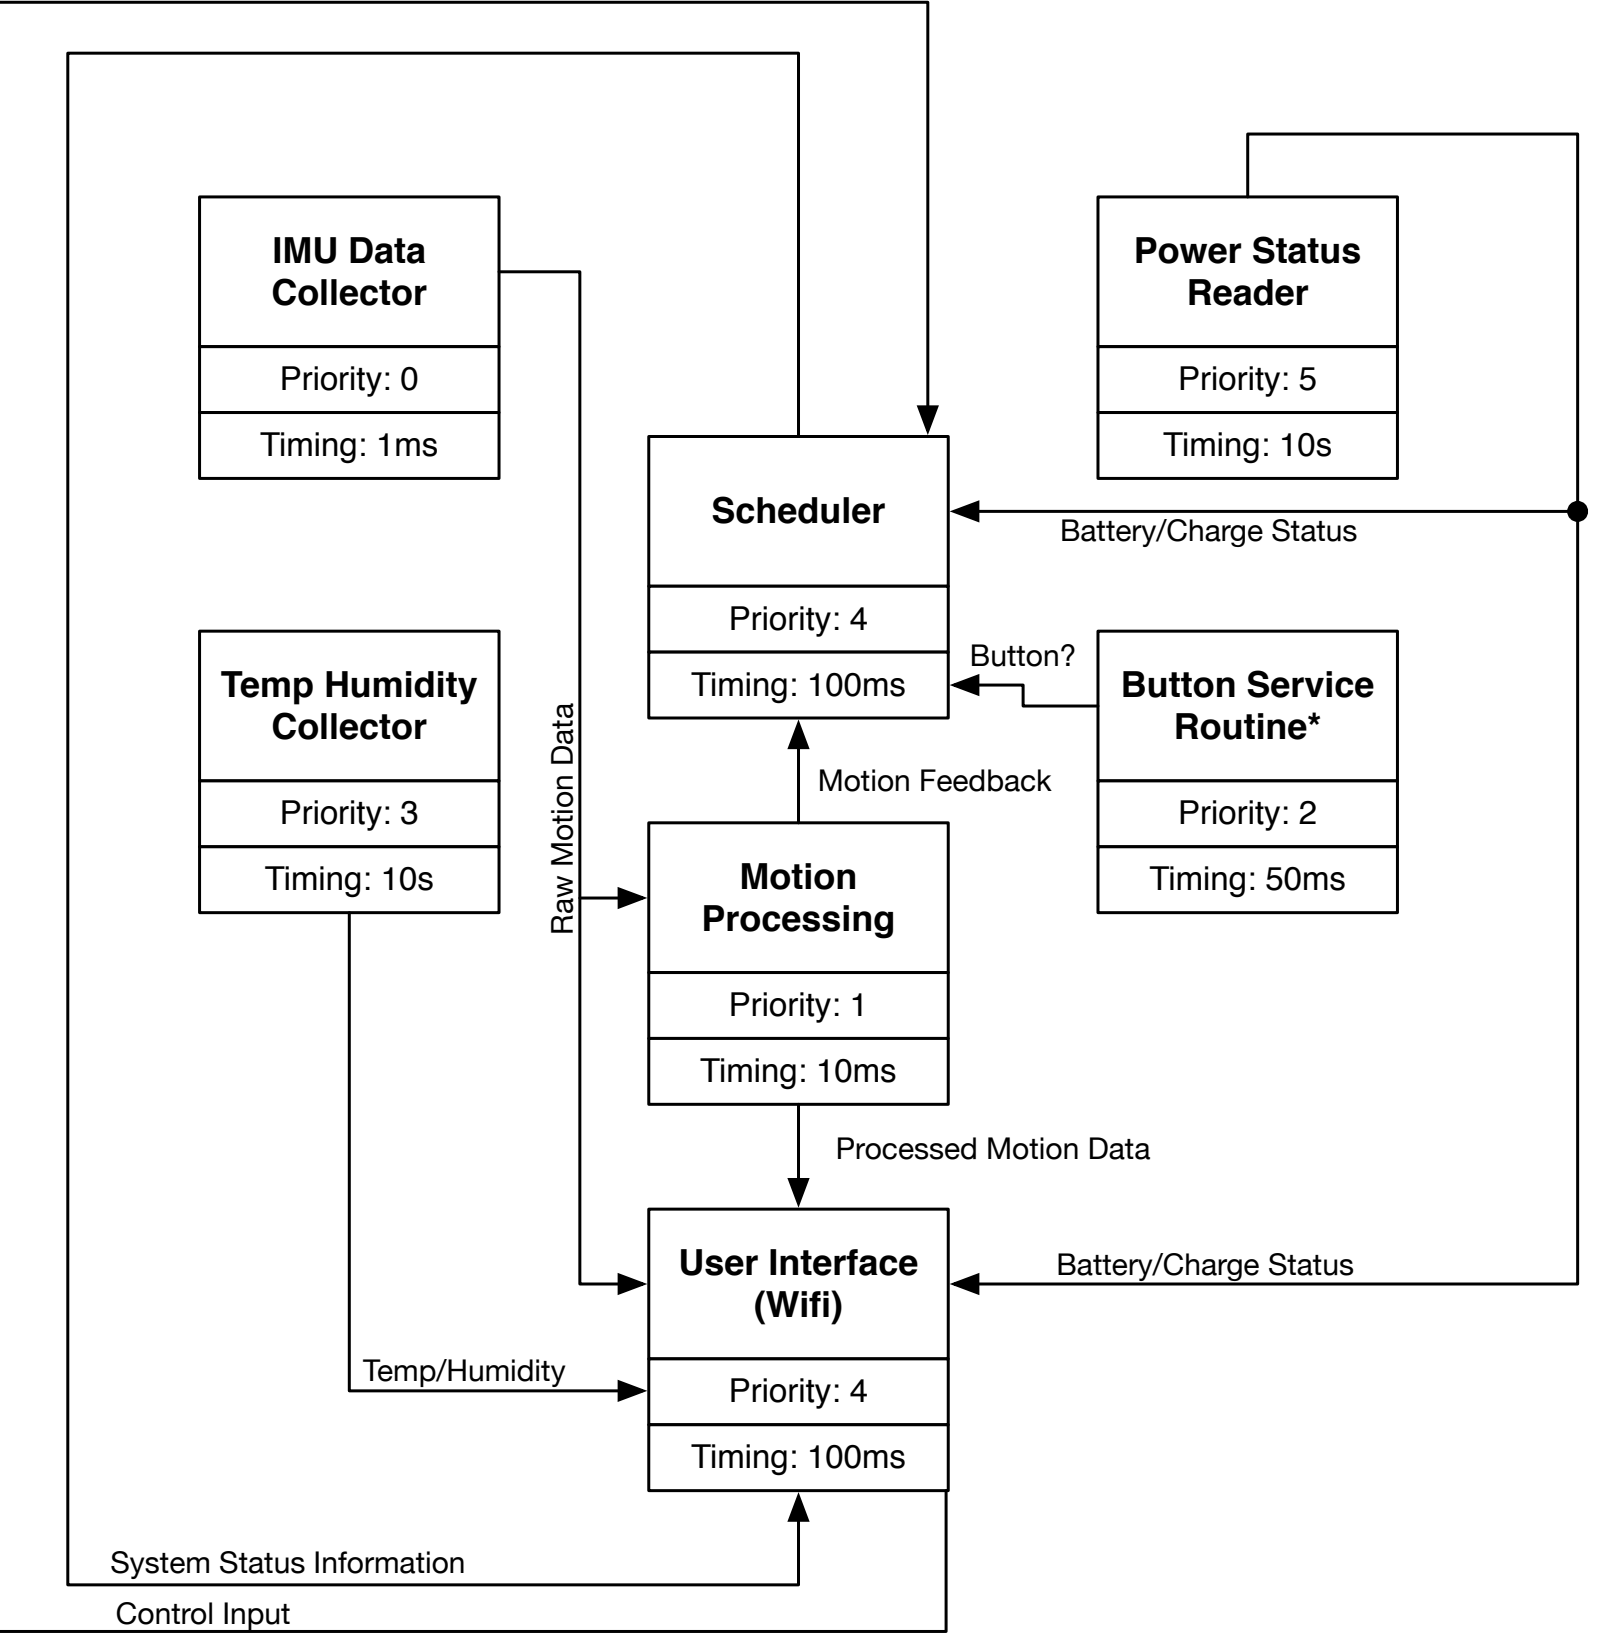 IMU Data
Collector
Priority: 0
Timing: 1ms
Power Status
Reader
Priority: 5
Timing: 10s
Scheduler
Priority: 4
Timing: 100ms
Battery/Charge Status
Temp Humidity
Collector
Priority: 3
Timing: 10s
Button?
Button Service
Routine*
Priority: 2
Timing: 50ms
Raw Motion Data
Motion Feedback
Motion
Processing
Priority: 1
Timing: 10ms
Processed Motion Data
User Interface
(Wifi)
Priority: 4
Timing: 100ms
Battery/Charge Status
Temp/Humidity
System Status Information
Control Input